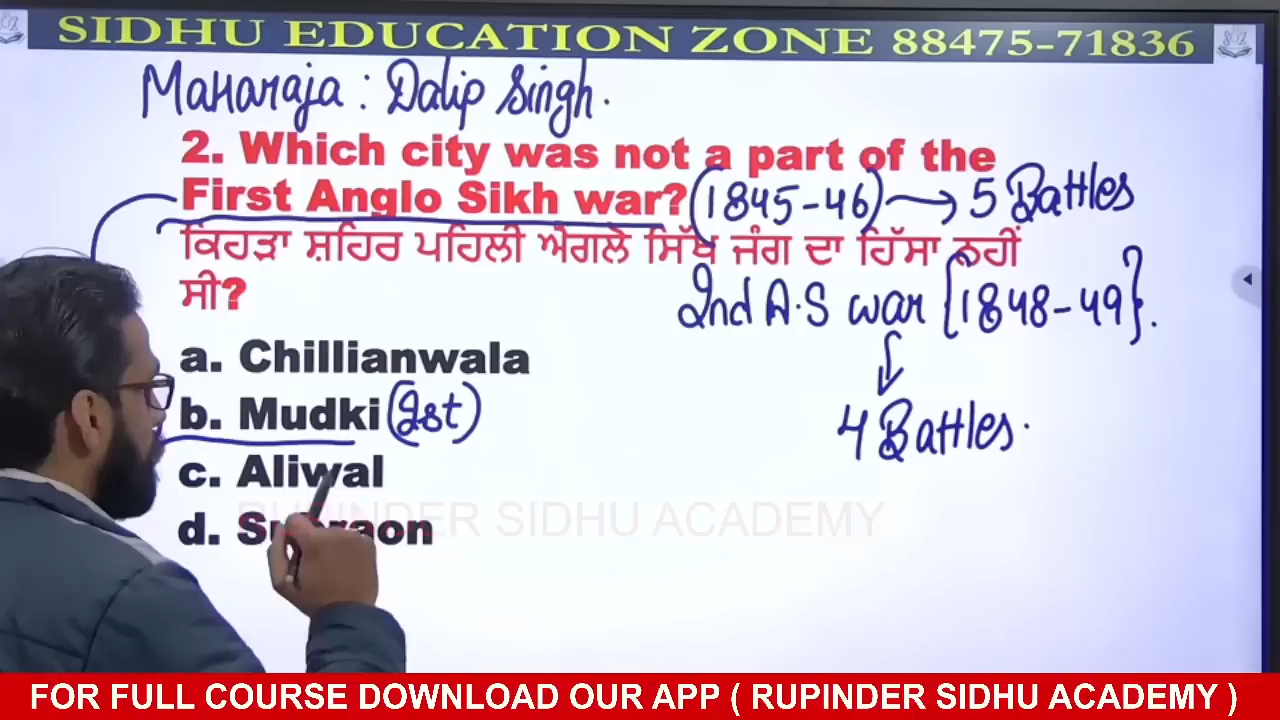 SIDHU EDUCATION ZONE 88475-71836
Maharaja : Dalip Singh.
2. Which city was not a part of the
First Anglo Sikh war? (1845-46) → 5 Battles
ਕਿਹੜਾ ਸ਼ਹਿਰ ਪਹਿਲੀ ਐਂਗਲੋ ਸਿੱਖ ਜੰਗ ਦਾ ਹਿੱਸਾ ਨਹੀਂ
ਸੀ?
2nd A.S war {1848-49}.
a. Chillianwala
b. Mudki (Ist)
4 Battles.
c. Aliwal
RUPINDER SIDHU ACADEMY
d.
FOR FULL COURSE DOWNLOAD OUR APP ( RUPINDER SIDHU ACADEMY )